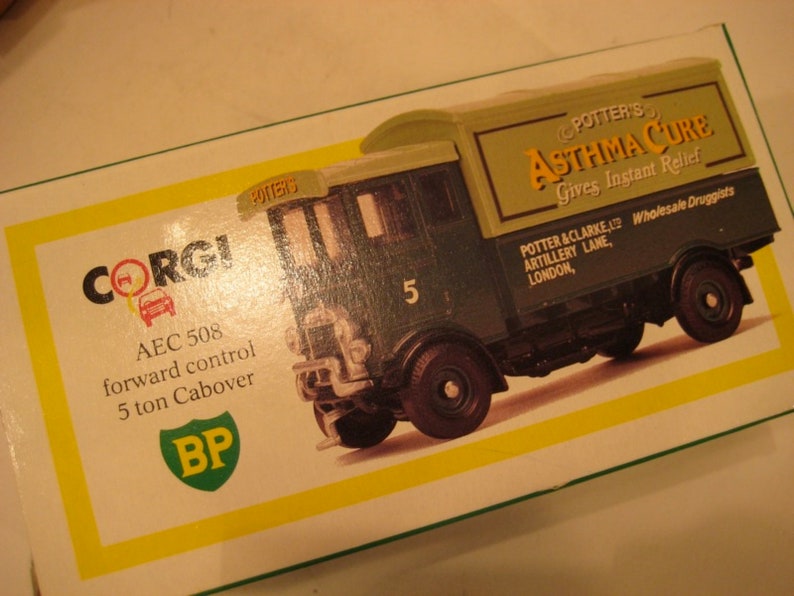 CORGI
AEC 508
forward control
5 ton Cabover
BP
POTTER'S
POTTER'S
ASTHMA CURE
Gives Instant Relief
POTTER & CLARKE, LTD
ARTILLERY LANE,
LONDON,
Wholesale Druggists
5